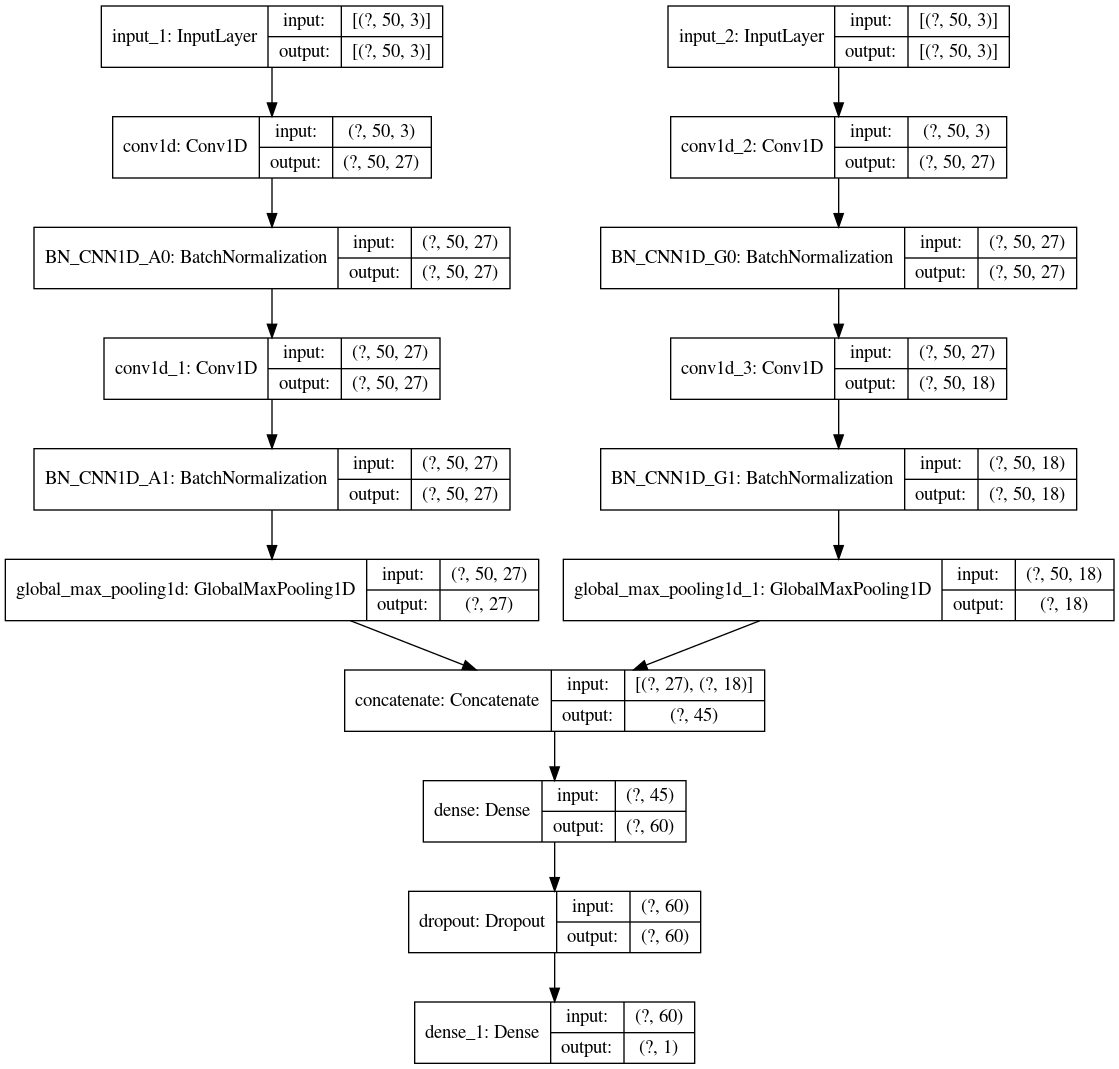 input_1: InputLayer input: [(?, 50, 3)]
output: [(?, 50, 3)]
input_2: InputLayer input: [(?, 50, 3)]
output: [(?, 50, 3)]
conv1d: Conv1D input: (?, 50, 3)
output: (?, 50, 27)
conv1d_2: Conv1D input: (?, 50, 3)
output: (?, 50, 27)
BN_CNN1D_A0: BatchNormalization input: (?, 50, 27)
output: (?, 50, 27)
BN_CNN1D_G0: BatchNormalization input: (?, 50, 27)
output: (?, 50, 27)
conv1d_1: Conv1D input: (?, 50, 27)
output: (?, 50, 27)
conv1d_3: Conv1D input: (?, 50, 27)
output: (?, 50, 18)
BN_CNN1D_A1: BatchNormalization input: (?, 50, 27)
output: (?, 50, 27)
BN_CNN1D_G1: BatchNormalization input: (?, 50, 18)
output: (?, 50, 18)
global_max_pooling1d: GlobalMaxPooling1D input: (?, 50, 27)
output: (?, 27)
global_max_pooling1d_1: GlobalMaxPooling1D input: (?, 50, 18)
output: (?, 18)
concatenate: Concatenate input: [(?, 27), (?, 18)]
output: (?, 45)
dense: Dense input: (?, 45)
output: (?, 60)
dropout: Dropout input: (?, 60)
output: (?, 60)
dense_1: Dense input: (?, 60)
output: (?, 1)